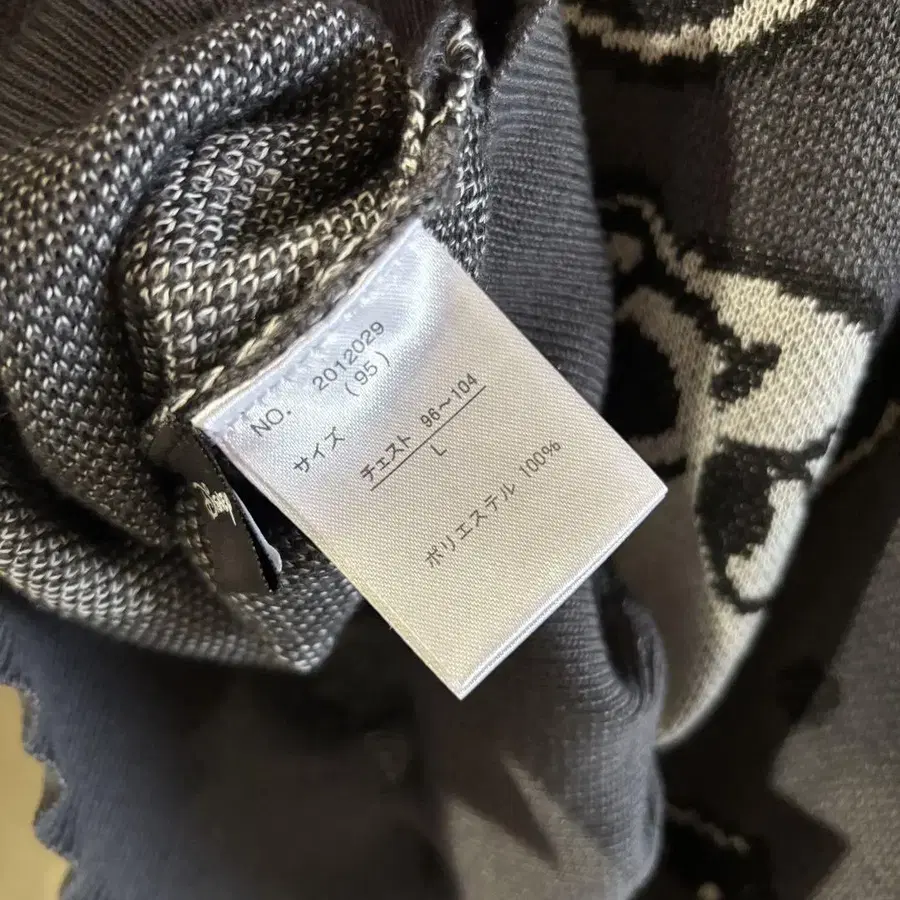 NO. 2012029
(95)
サイズ
チェスト 96～104
L
ポリエステル 100%
Disney